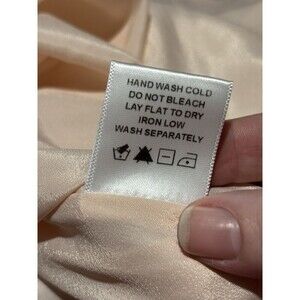 HAND WASH COLD
DO NOT BLEACH
LAY FLAT TO DRY
IRON LOW
WASH SEPARATELY